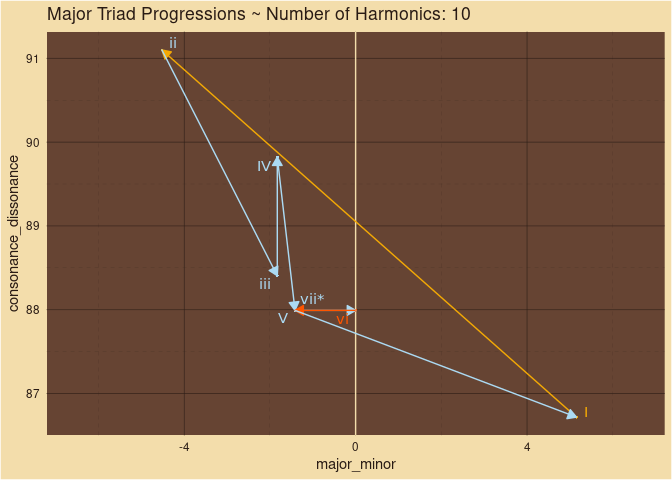 Major Triad Progressions ~ Number of Harmonics: 10
consonance_dissonance
91
90
89
88
87
ii
IV
iii
vii*
V
vi
I
-4
0
4
major_minor